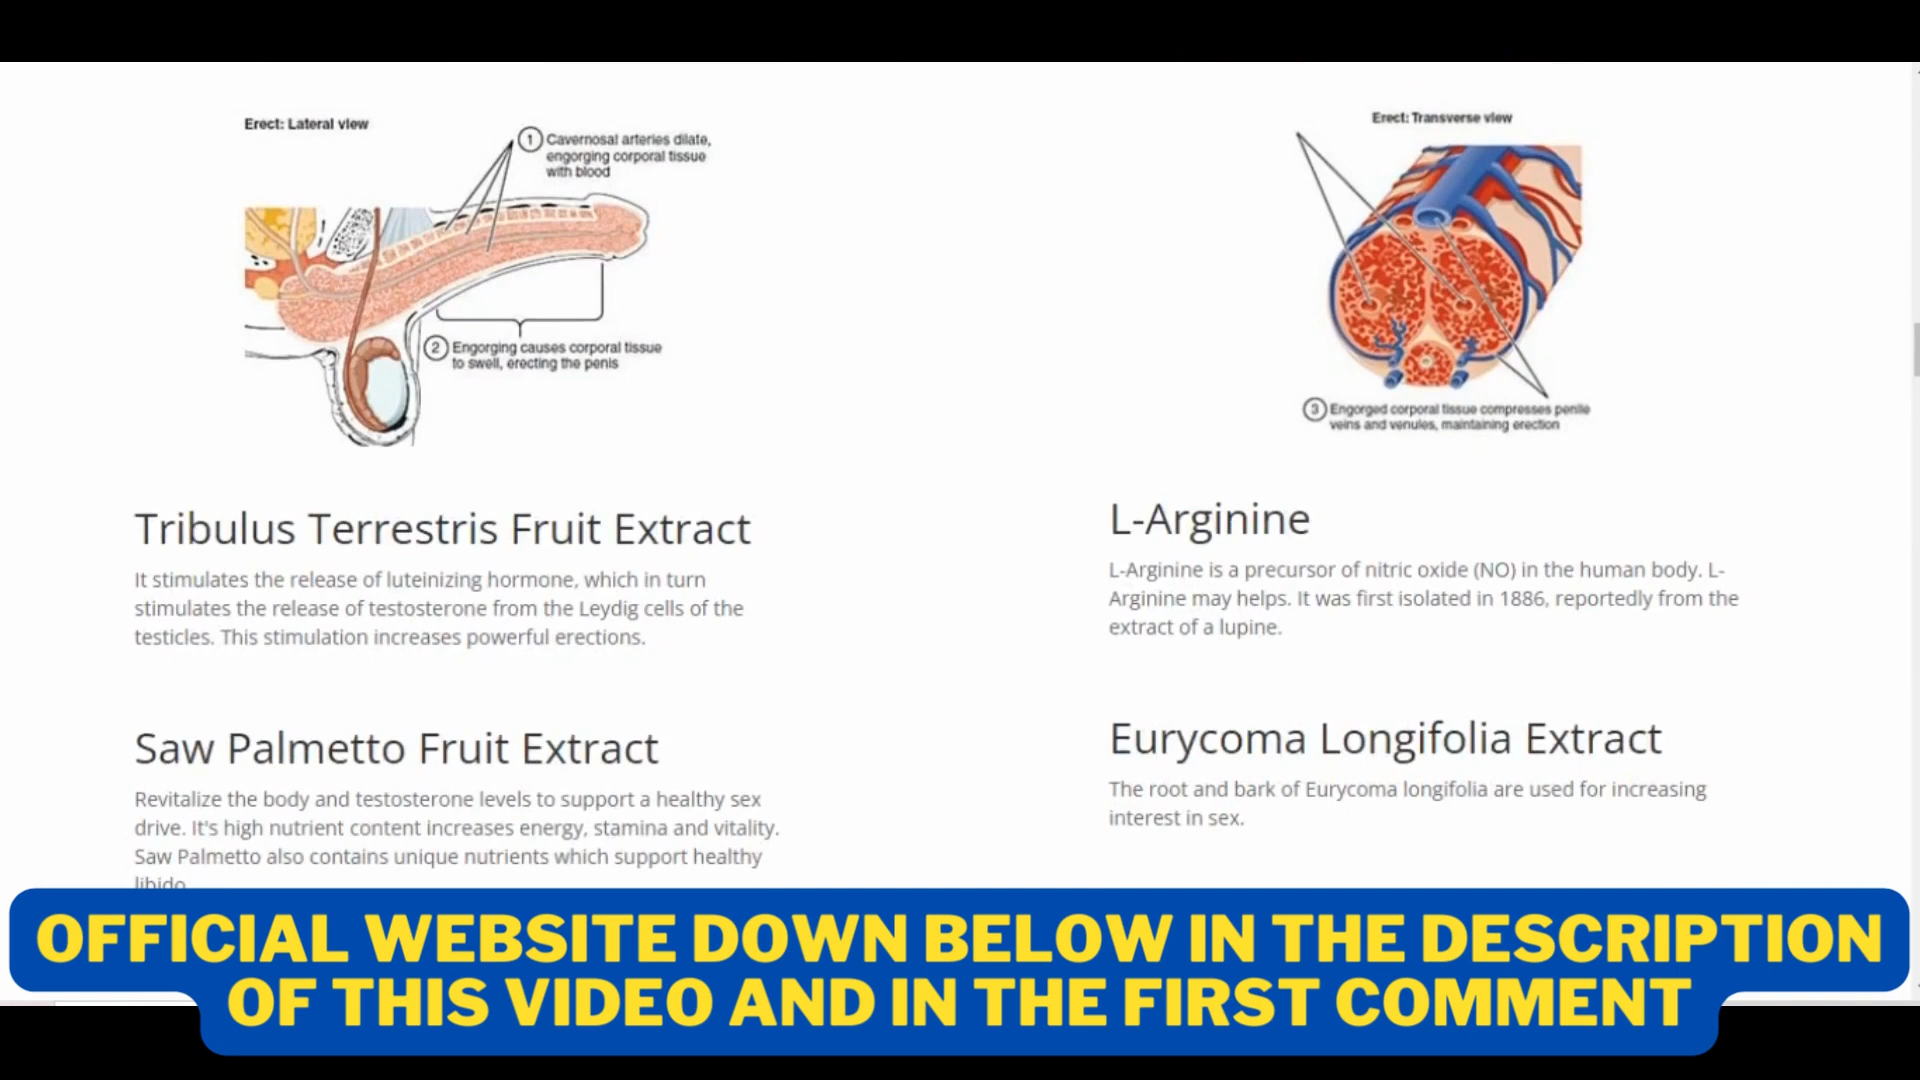 Erect: Lateral view
1 Cavernosal arteries dilate,
engorging corporal tissue
with blood
2 Engorging causes corporal tissue
to swell, erecting the penis
Erect: Transverse view
3 Engorged corporal tissue compresses penile
veins and venules, maintaining erection
Tribulus Terrestris Fruit Extract
It stimulates the release of luteinizing hormone, which in turn
stimulates the release of testosterone from the Leydig cells of the
testicles. This stimulation increases powerful erections.
L-Arginine
L-Arginine is a precursor of nitric oxide (NO) in the human body. L-
Arginine may helps. It was first isolated in 1886, reportedly from the
extract of a lupine.
Saw Palmetto Fruit Extract
Revitalize the body and testosterone levels to support a healthy sex
drive. It's high nutrient content increases energy, stamina and vitality.
Saw Palmetto also contains unique nutrients which support healthy
libido.
Eurycoma Longifolia Extract
The root and bark of Eurycoma longifolia are used for increasing
interest in sex.
OFFICIAL WEBSITE DOWN BELOW IN THE DESCRIPTION
OF THIS VIDEO AND IN THE FIRST COMMENT